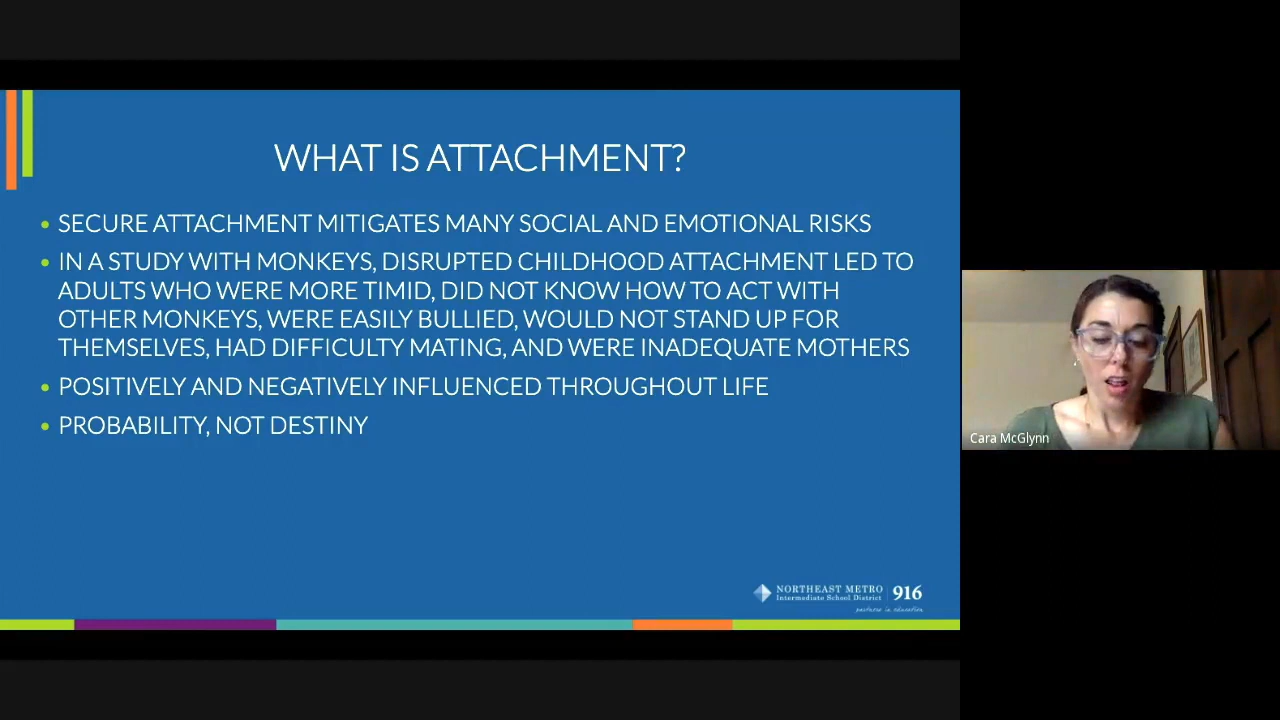 WHAT IS ATTACHMENT?
• SECURE ATTACHMENT MITIGATES MANY SOCIAL AND EMOTIONAL RISKS
• IN A STUDY WITH MONKEYS, DISRUPTED CHILDHOOD ATTACHMENT LED TO
ADULTS WHO WERE MORE TIMID, DID NOT KNOW HOW TO ACT WITH
OTHER MONKEYS, WERE EASILY BULLIED, WOULD NOT STAND UP FOR
THEMSELVES, HAD DIFFICULTY MATING, AND WERE INADEQUATE MOTHERS
• POSITIVELY AND NEGATIVELY INFLUENCED THROUGHOUT LIFE
• PROBABILITY, NOT DESTINY
NORTHEAST METRO
Intermediate School District
916
partners in education
Cara McGlynn